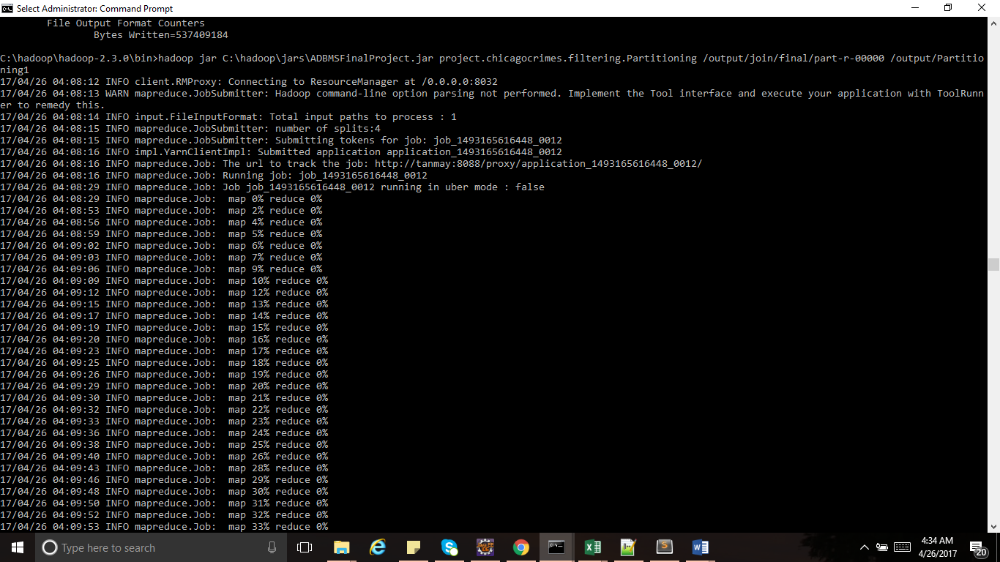 Select Administrator: Command Prompt
File Output Format Counters
Bytes Written=537409184
C:\hadoop\hadoop-2.3.0\bin>hadoop jar C:\hadoop\jars\ADBMSFinalProject.jar project.chicagocrimes.filtering.Partitioning /output/join/final/part-r-00000 /output/Partitio
ning1
17/04/26 04:08:12 INFO client.RMProxy: Connecting to ResourceManager at /0.0.0.0:8032
17/04/26 04:08:13 WARN mapreduce.JobSubmitter: Hadoop command-line option parsing not performed. Implement the Tool interface and execute your application with ToolRunn
er to remedy this.
17/04/26 04:08:14 INFO input.FileInputFormat: Total input paths to process : 1
17/04/26 04:08:15 INFO mapreduce.JobSubmitter: number of splits:4
17/04/26 04:08:15 INFO mapreduce.JobSubmitter: Submitting tokens for job: job_1493165616448_0012
17/04/26 04:08:16 INFO impl.YarnClientImpl: Submitted application application_1493165616448_0012
17/04/26 04:08:16 INFO mapreduce.Job: The url to track the job: http://tanmay:8088/proxy/application_1493165616448_0012/
17/04/26 04:08:16 INFO mapreduce.Job: Running job: job_1493165616448_0012
17/04/26 04:08:29 INFO mapreduce.Job: Job job_1493165616448_0012 running in uber mode : false
17/04/26 04:08:29 INFO mapreduce.Job:  map 0% reduce 0%
17/04/26 04:08:53 INFO mapreduce.Job:  map 2% reduce 0%
17/04/26 04:08:56 INFO mapreduce.Job:  map 4% reduce 0%
17/04/26 04:08:59 INFO mapreduce.Job:  map 5% reduce 0%
17/04/26 04:09:02 INFO mapreduce.Job:  map 6% reduce 0%
17/04/26 04:09:03 INFO mapreduce.Job:  map 7% reduce 0%
17/04/26 04:09:06 INFO mapreduce.Job:  map 9% reduce 0%
17/04/26 04:09:09 INFO mapreduce.Job:  map 10% reduce 0%
17/04/26 04:09:12 INFO mapreduce.Job:  map 12% reduce 0%
17/04/26 04:09:15 INFO mapreduce.Job:  map 13% reduce 0%
17/04/26 04:09:17 INFO mapreduce.Job:  map 14% reduce 0%
17/04/26 04:09:19 INFO mapreduce.Job:  map 15% reduce 0%
17/04/26 04:09:20 INFO mapreduce.Job:  map 16% reduce 0%
17/04/26 04:09:23 INFO mapreduce.Job:  map 17% reduce 0%
17/04/26 04:09:25 INFO mapreduce.Job:  map 18% reduce 0%
17/04/26 04:09:26 INFO mapreduce.Job:  map 19% reduce 0%
17/04/26 04:09:29 INFO mapreduce.Job:  map 20% reduce 0%
17/04/26 04:09:30 INFO mapreduce.Job:  map 21% reduce 0%
17/04/26 04:09:32 INFO mapreduce.Job:  map 22% reduce 0%
17/04/26 04:09:33 INFO mapreduce.Job:  map 23% reduce 0%
17/04/26 04:09:36 INFO mapreduce.Job:  map 24% reduce 0%
17/04/26 04:09:38 INFO mapreduce.Job:  map 25% reduce 0%
17/04/26 04:09:40 INFO mapreduce.Job:  map 26% reduce 0%
17/04/26 04:09:43 INFO mapreduce.Job:  map 28% reduce 0%
17/04/26 04:09:46 INFO mapreduce.Job:  map 29% reduce 0%
17/04/26 04:09:48 INFO mapreduce.Job:  map 30% reduce 0%
17/04/26 04:09:50 INFO mapreduce.Job:  map 31% reduce 0%
17/04/26 04:09:52 INFO mapreduce.Job:  map 32% reduce 0%
17/04/26 04:09:53 INFO mapreduce.Job:  map 33% reduce 0%
Type here to search
4:34 AM
4/26/2017
20